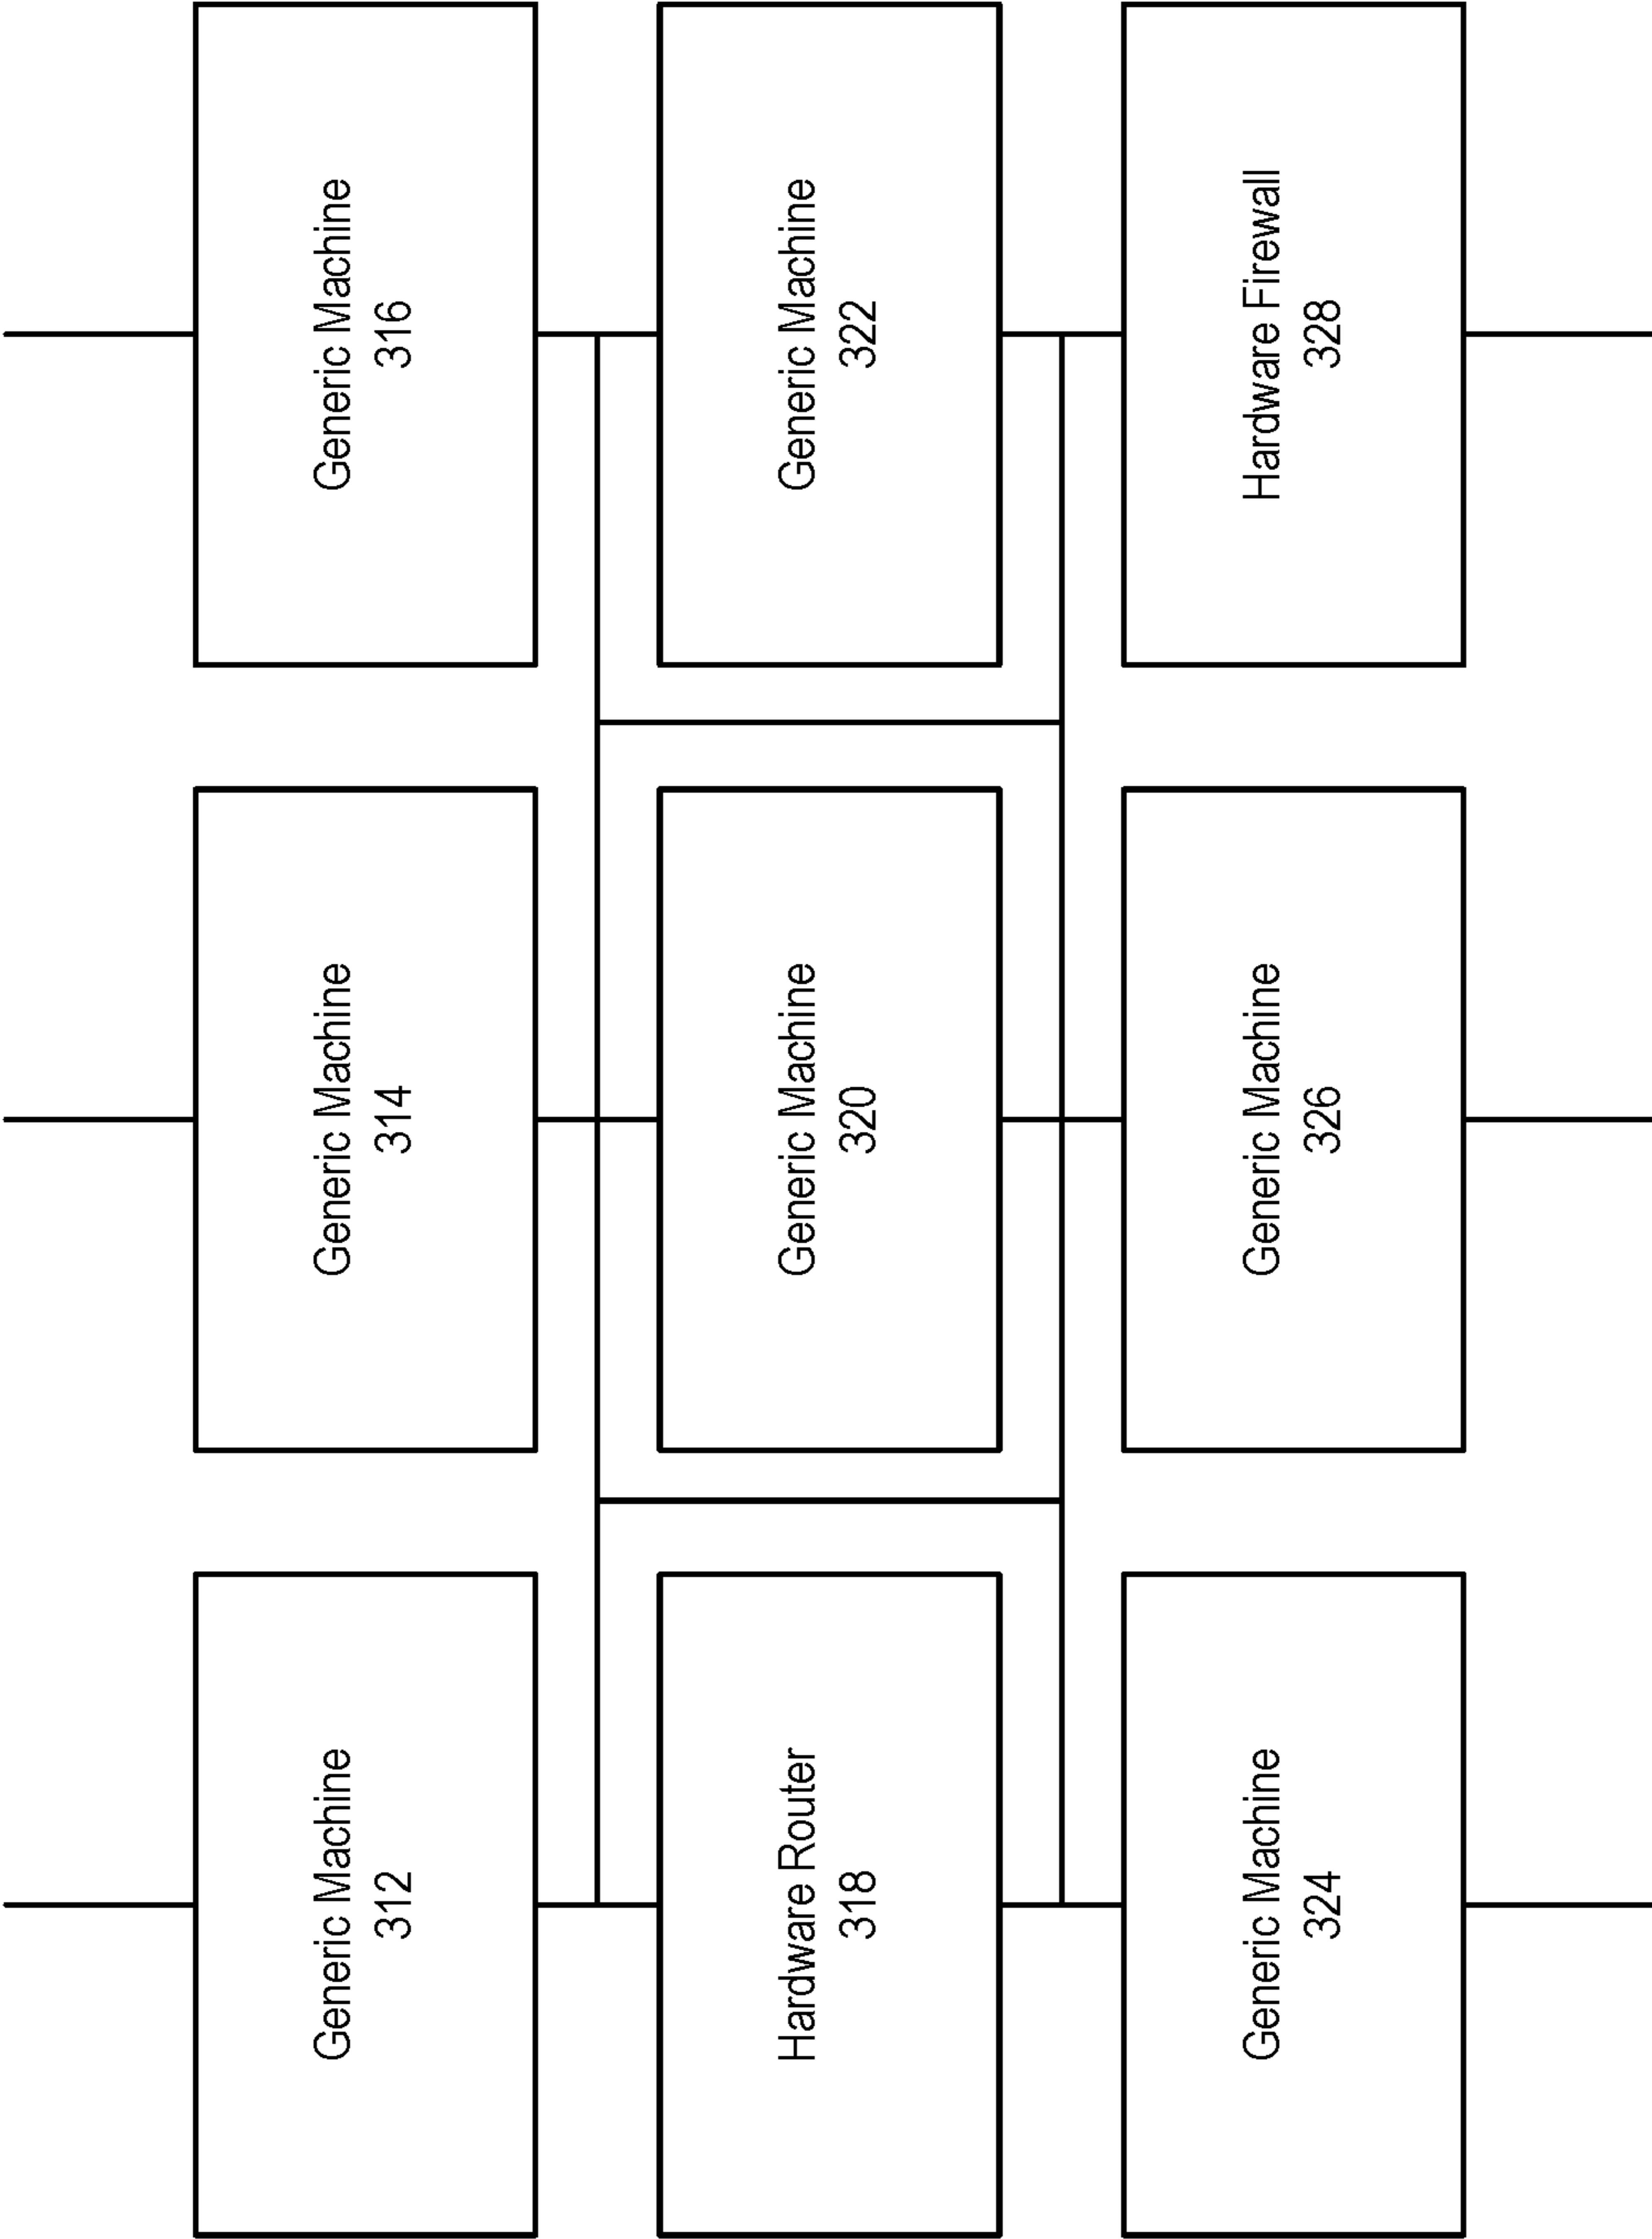 Generic Machine
312
Generic Machine
314
Generic Machine
316
Hardware Router
318
Generic Machine
320
Generic Machine
322
Generic Machine
324
Generic Machine
326
Hardware Firewall
328